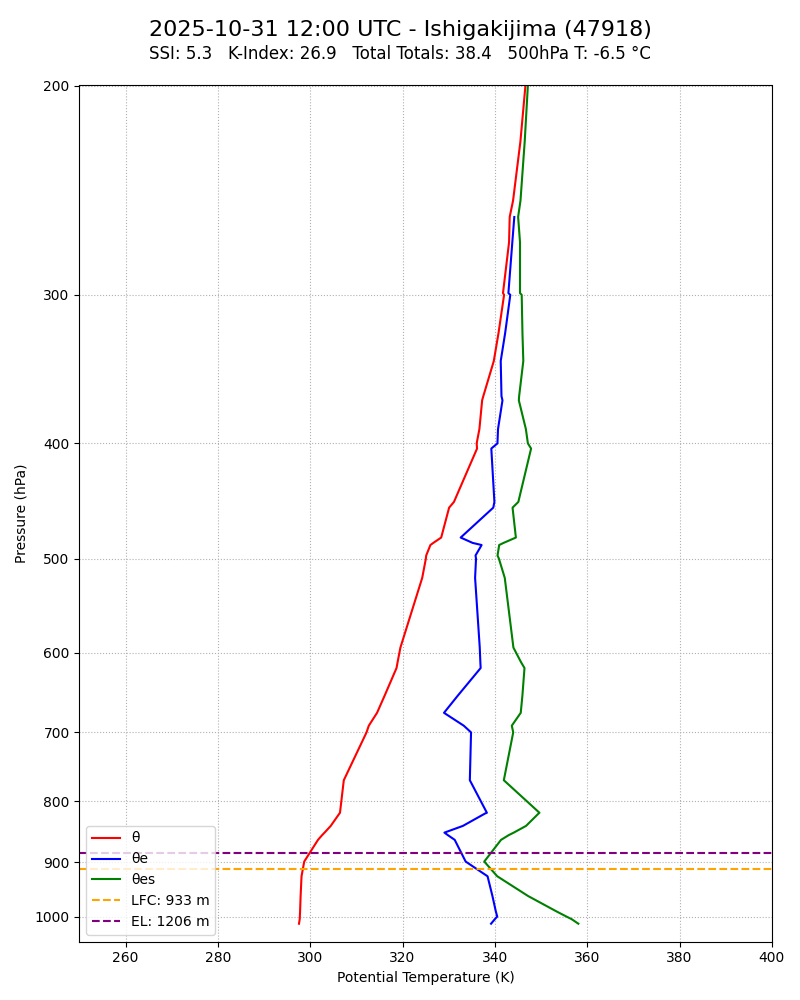 2025-10-31 12:00 UTC - Ishigakijima (47918)
SSI: 5.3   K-Index: 26.9   Total Totals: 38.4   500hPa T: -6.5 °C
200
300
400
500
600
700
800
900
1000
Pressure (hPa)
θ
θe
θes
LFC: 933 m
EL: 1206 m
260
280
300
320
340
360
380
400
Potential Temperature (K)